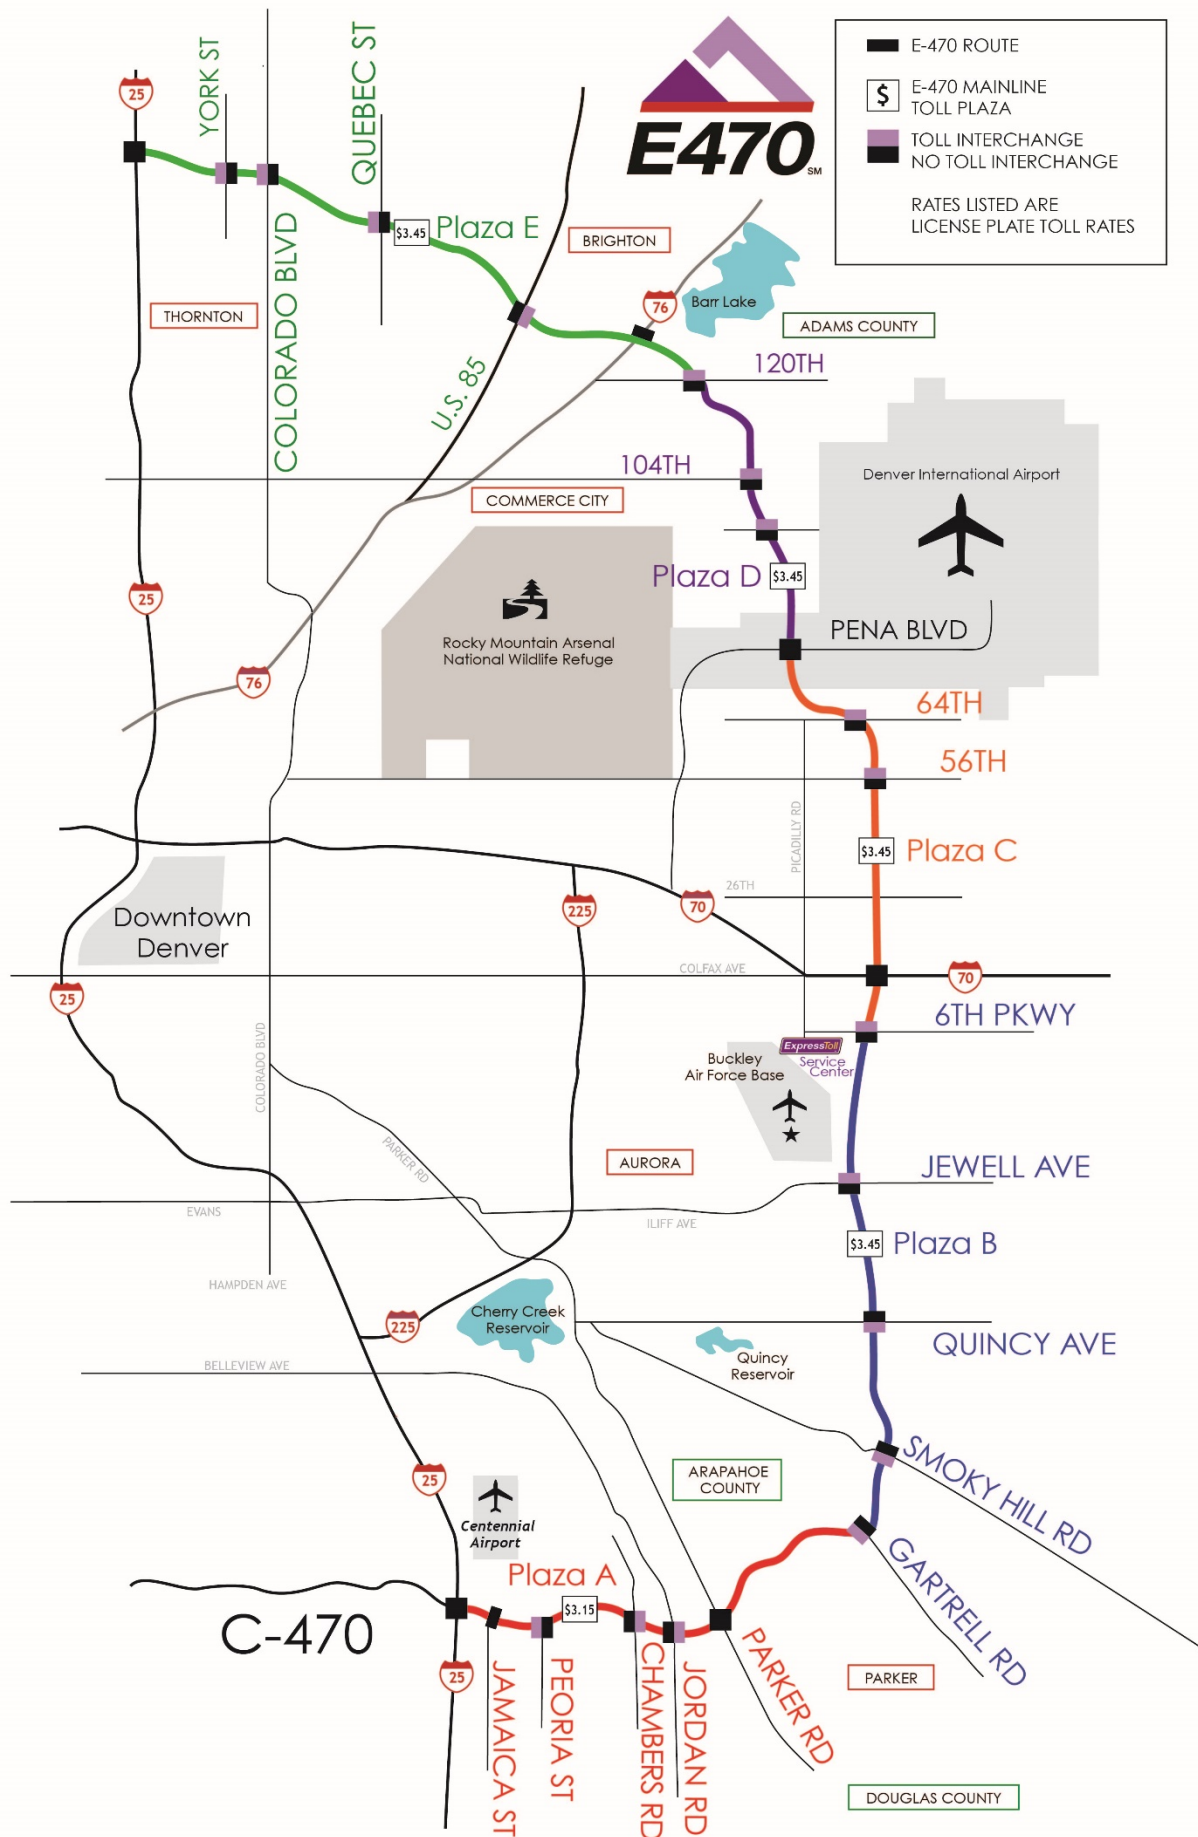 25
YORK ST
QUEBEC ST
E470
SM
E-470 ROUTE
$
E-470 MAINLINE
TOLL PLAZA
TOLL INTERCHANGE
NO TOLL INTERCHANGE
RATES LISTED ARE
LICENSE PLATE TOLL RATES
$3.45
Plaza E
BRIGHTON
COLORADO BLVD
THORNTON
76
Barr Lake
ADAMS COUNTY
U.S. 85
120TH
104TH
COMMERCE CITY
Denver International Airport
Plaza D
$3.45
25
Rocky Mountain Arsenal
National Wildlife Refuge
PENA BLVD
76
64TH
56TH
PICADILLY RD
$3.45
Plaza C
26TH
225
70
Downtown
Denver
COLFAX AVE
70
25
6TH PKWY
COLORADO BLVD
ExpressToll
Service
Center
Buckley
Air Force Base
PARKER RD
AURORA
JEWELL AVE
EVANS
ILIFF AVE
$3.45
Plaza B
HAMPDEN AVE
Cherry Creek
Reservoir
225
QUINCY AVE
Quincy
Reservoir
BELLEVIEW AVE
SMOKY HILL RD
25
ARAPAHOE
COUNTY
Centennial
Airport
GARTRELL RD
Plaza A
$3.15
C-470
25
JAMAICA ST
PEORIA ST
CHAMBERS RD
JORDAN RD
PARKER RD
PARKER
DOUGLAS COUNTY